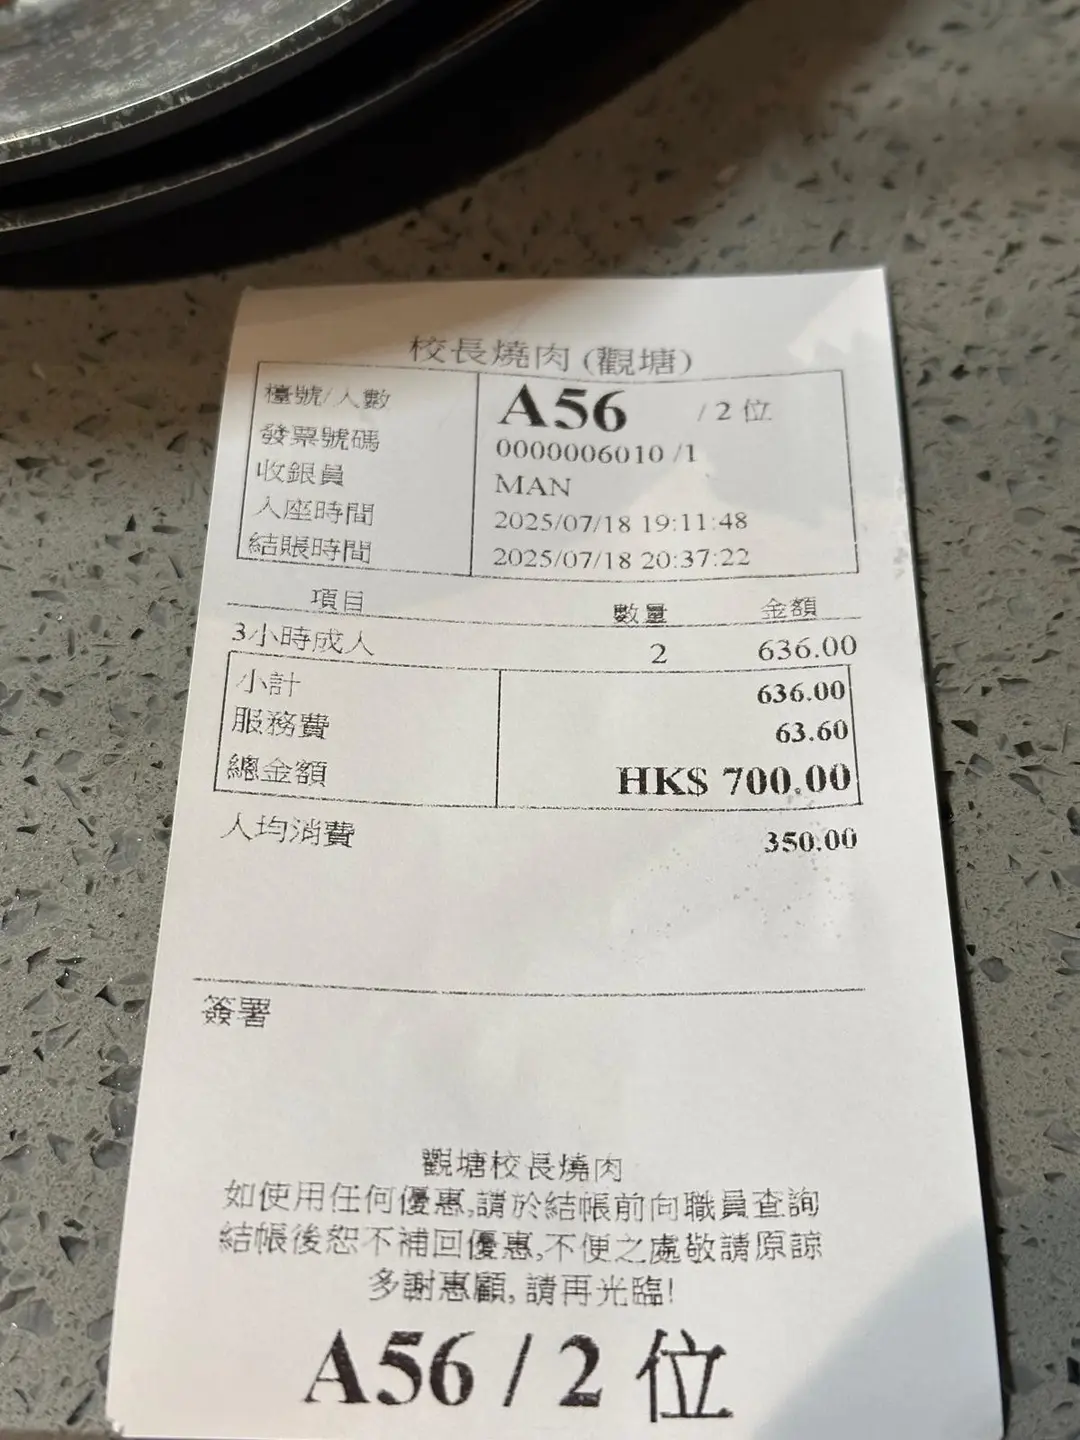 校長燒肉 (觀塘)
檯號/人數 A56 / 2 位
發票號碼 0000006010 /1
收銀員 MAN
入座時間 2025/07/18 19:11:48
結賬時間 2025/07/18 20:37:22
項目 數量 金額
3小時成人 2 636.00
小計 636.00
服務費 63.60
總金額 HK$ 700.00
人均消費 350.00
簽署
觀塘校長燒肉
如使用任何優惠,請於結帳前向職員查詢
結帳後恕不補回優惠,不便之處敬請原諒
多謝惠顧, 請再光臨!
A56 / 2 位